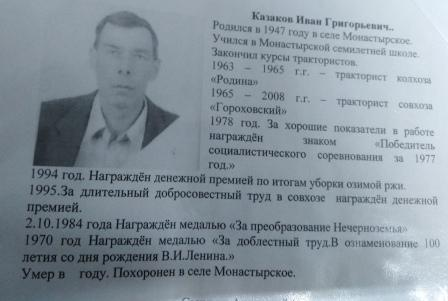 Казаков Иван Григорьевич..
Родился в 1947 году в селе Монастырское.
Учился в Монастырской семилетней школе.
Закончил курсы трактористов.
1963 – 1965 г.г. – тракторист колхоза
«Родина»
1965 – 2008 г.г. – тракторист совхоза
«Гороховский»
1978 год. За хорошие показатели в работе
награждён знаком «Победитель
социалистического соревнования за 1977
год.»
1994 год. Награждён денежной премией по итогам уборки озимой ржи.
1995.За длительный добросовестный труд в совхозе награждён денежной
премией.
2.10.1984 года Награждён медалью «За преобразование Нечерноземья»
1970 год Награждён медалью «За доблестный труд.В ознаменование 100
летия со дня рождения В.И.Ленина.»
Умер в году. Похоронен в селе Монастырское.